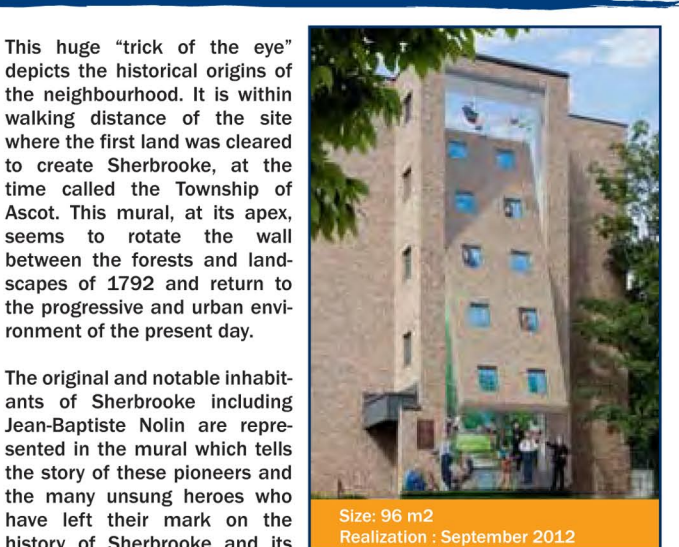 This huge “trick of the eye”
depicts the historical origins of
the neighbourhood. It is within
walking distance of the site
where the first land was cleared
to create Sherbrooke, at the
time called the Township of
Ascot. This mural, at its apex,
seems to rotate the wall
between the forests and land-
scapes of 1792 and return to
the progressive and urban envi-
ronment of the present day.
The original and notable inhabit-
ants of Sherbrooke including
Jean-Baptiste Nolin are repre-
sented in the mural which tells
the story of these pioneers and
the many unsung heroes who
have left their mark on the
history of Sherbrooke and its
Size: 96 m2
Realization : September 2012